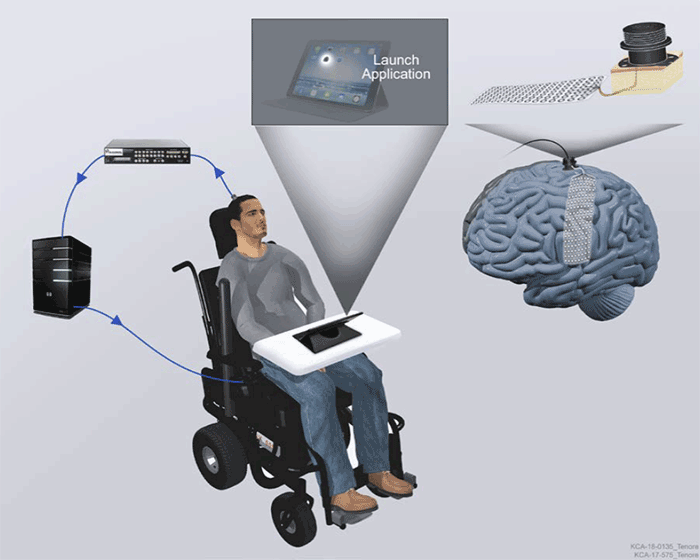 Launch
Application
KCA-18-0135_Tenore
KCA-17-575_Tenore